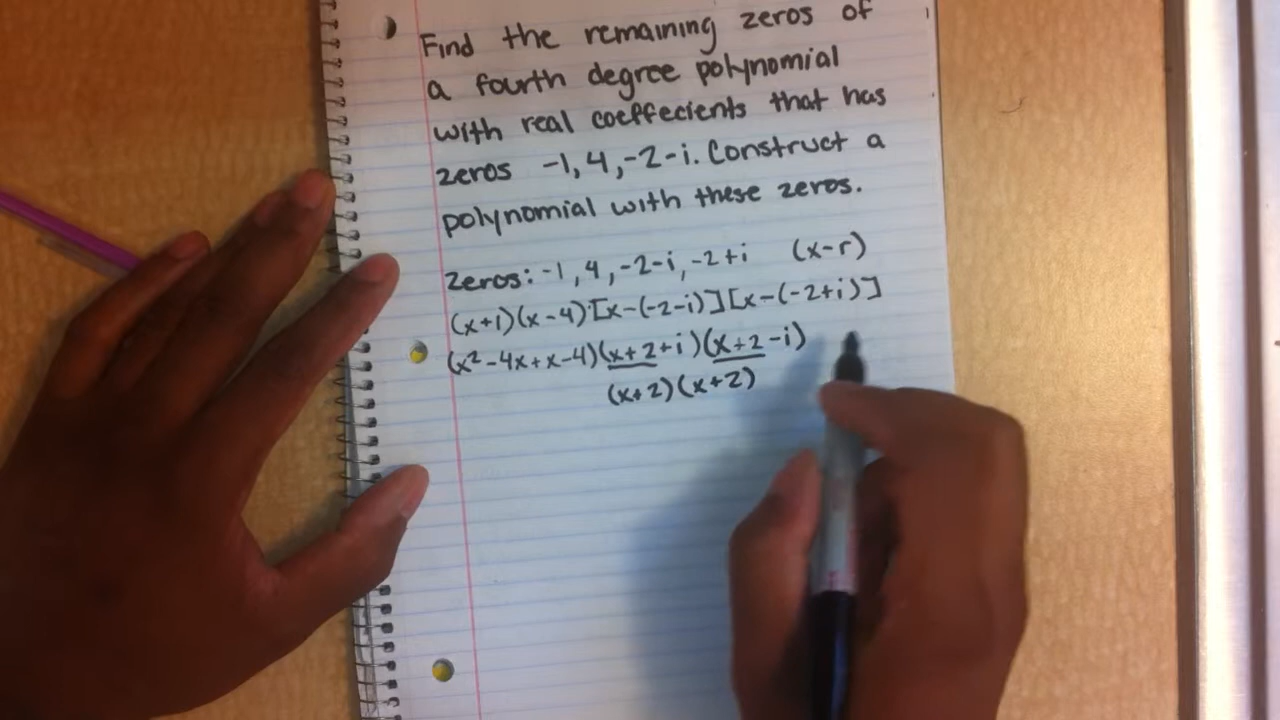 Find the remaining zeros of
a fourth degree polynomial
with real coeffecients that has
zeros -1, 4, -2-i. Construct a
polynomial with these zeros.
Zeros: -1, 4, -2-i, -2+i (x-r)
(x+1)(x-4)[x-(-2-i)][x-(-2+i)]
(x²-4x+x-4)(x+2+i)(x+2-i)
(x+2)(x+2)